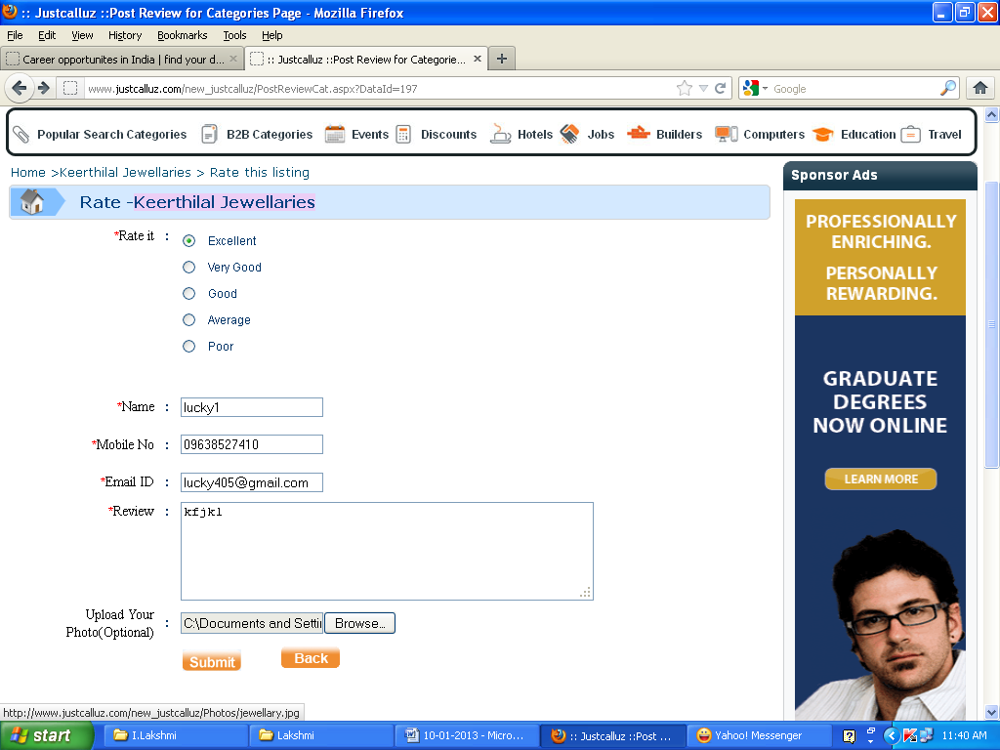 :: Justcalluz ::Post Review for Categories Page - Mozilla Firefox
File Edit View History Bookmarks Tools Help
Career opportunites in India | find your d...
:: Justcalluz ::Post Review for Categorie...
www.justcalluz.com/new_justcalluz/PostReviewCat.aspx?DataId=197
Google
Popular Search Categories B2B Categories Events Discounts Hotels Jobs Builders Computers Education Travel
Home >Keerthilal Jewellaries > Rate this listing
Rate -Keerthilal Jewellaries
*Rate it :
Excellent
Very Good
Good
Average
Poor
*Name : lucky1
*Mobile No : 09638527410
*Email ID : lucky405@gmail.com
*Review : kfjkl
Upload Your
Photo(Optional) : C:\Documents and Settin Browse...
Submit Back
Sponsor Ads
PROFESSIONALLY
ENRICHING.
PERSONALLY
REWARDING.
GRADUATE
DEGREES
NOW ONLINE
LEARN MORE
http://www.justcalluz.com/new_justcalluz/Photos/jewellary.jpg
start I.Lakshmi Lakshmi 10-01-2013 - Micro... :: Justcalluz ::Post ... Yahoo! Messenger 11:40 AM